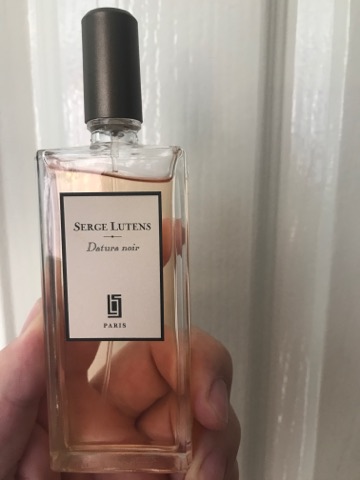 SERGE LUTENS
Datura noir
PARIS